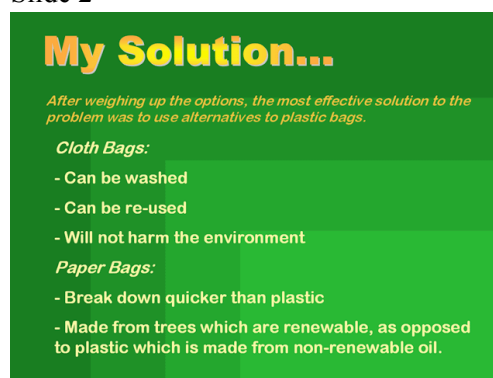 My Solution...
After weighing up the options, the most effective solution to the
problem was to use alternatives to plastic bags.
Cloth Bags:
- Can be washed
- Can be re-used
- Will not harm the environment
Paper Bags:
- Break down quicker than plastic
- Made from trees which are renewable, as opposed
to plastic which is made from non-renewable oil.